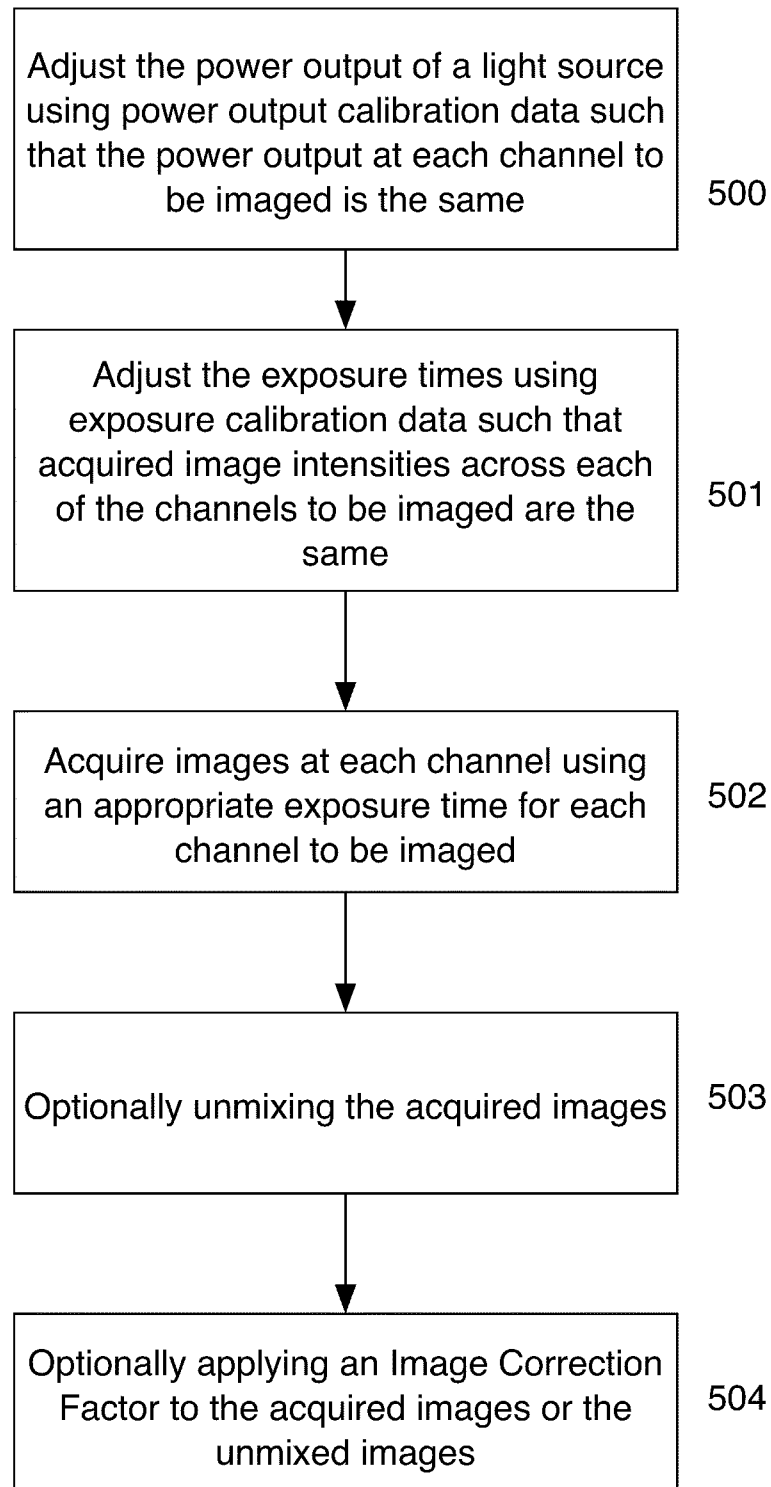 Adjust the power output of a light source
using power output calibration data such
that the power output at each channel to
be imaged is the same
500
Adjust the exposure times using
exposure calibration data such that
acquired image intensities across each
of the channels to be imaged are the
same
501
Acquire images at each channel using
an appropriate exposure time for each
channel to be imaged
502
Optionally unmixing the acquired images
503
Optionally applying an Image Correction
Factor to the acquired images or the
unmixed images
504